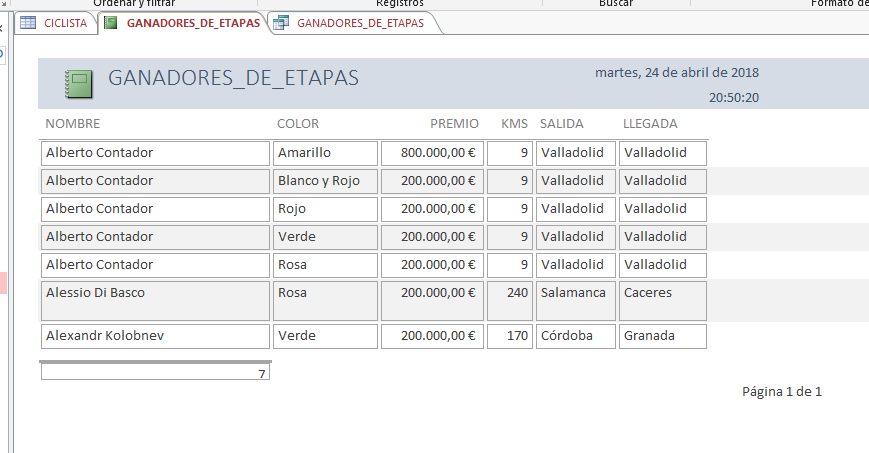 Ordenar y filtrar Registros Buscar Formato de
CICLISTA GANADORES_DE_ETAPAS GANADORES_DE_ETAPAS
GANADORES_DE_ETAPAS martes, 24 de abril de 2018
20:50:20
NOMBRE COLOR PREMIO KMS SALIDA LLEGADA
Alberto Contador Amarillo 800.000,00 € 9 Valladolid Valladolid
Alberto Contador Blanco y Rojo 200.000,00 € 9 Valladolid Valladolid
Alberto Contador Rojo 200.000,00 € 9 Valladolid Valladolid
Alberto Contador Verde 200.000,00 € 9 Valladolid Valladolid
Alberto Contador Rosa 200.000,00 € 9 Valladolid Valladolid
Alessio Di Basco Rosa 200.000,00 € 240 Salamanca Caceres
Alexandr Kolobnev Verde 200.000,00 € 170 Córdoba Granada
7
Página 1 de 1